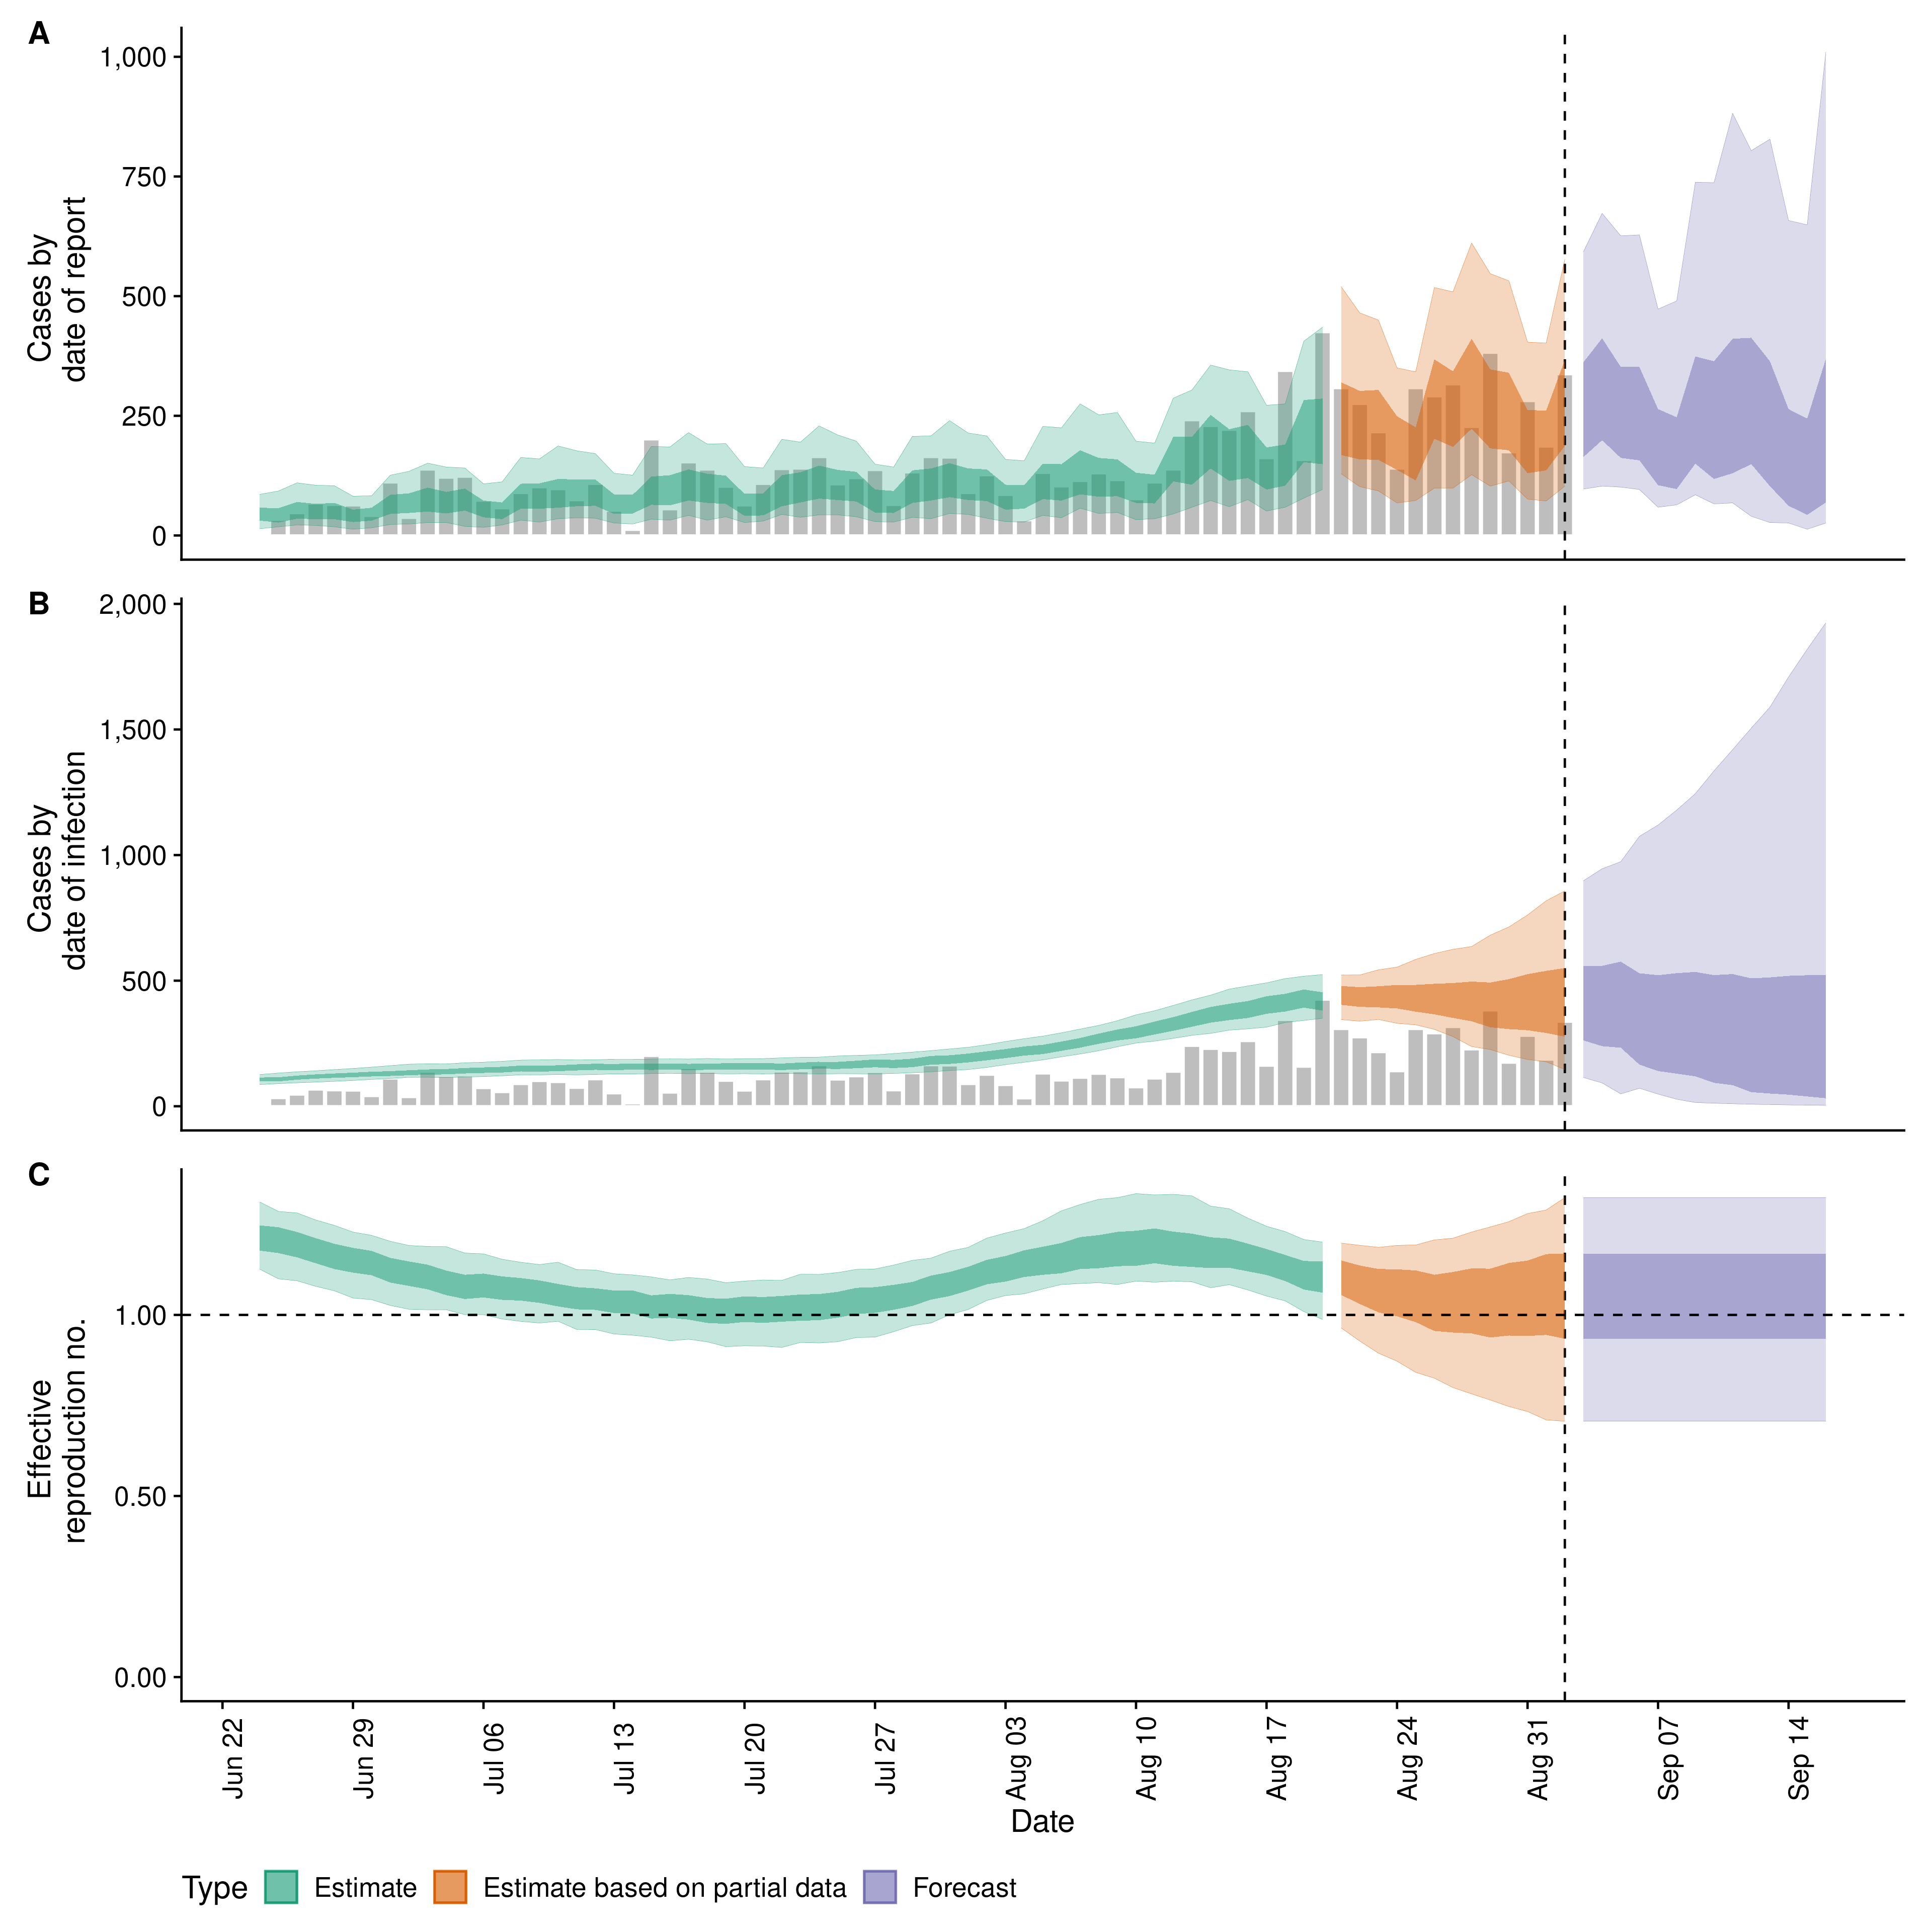 A
1,000
750
500
250
0
Cases by
date of report
B
2,000
1,500
1,000
500
0
Cases by
date of infection
C
1.00
0.50
0.00
Effective
reproduction no.
Jun 22
Jun 29
Jul 06
Jul 13
Jul 20
Jul 27
Aug 03
Aug 10
Aug 17
Aug 24
Aug 31
Sep 07
Sep 14
Date
Type Estimate Estimate based on partial data Forecast